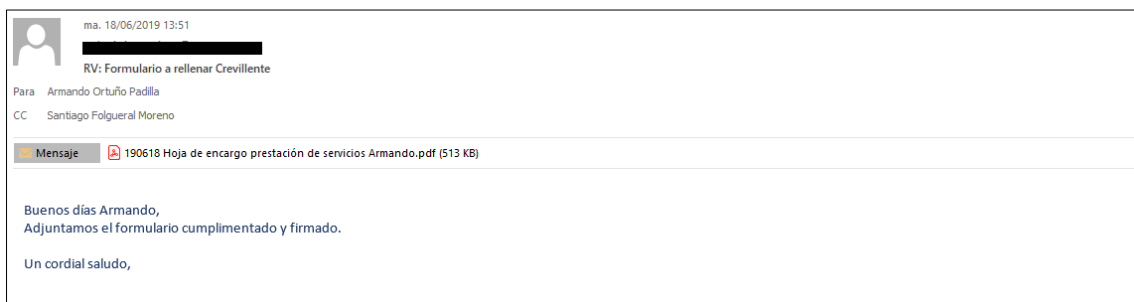 ma. 18/06/2019 13:51
RV: Formulario a rellenar Crevillente
Para Armando Ortuño Padilla
CC Santiago Folgueral Moreno
Mensaje 190618 Hoja de encargo prestación de servicios Armando.pdf (513 KB)
Buenos días Armando,
Adjuntamos el formulario cumplimentado y firmado.
Un cordial saludo,